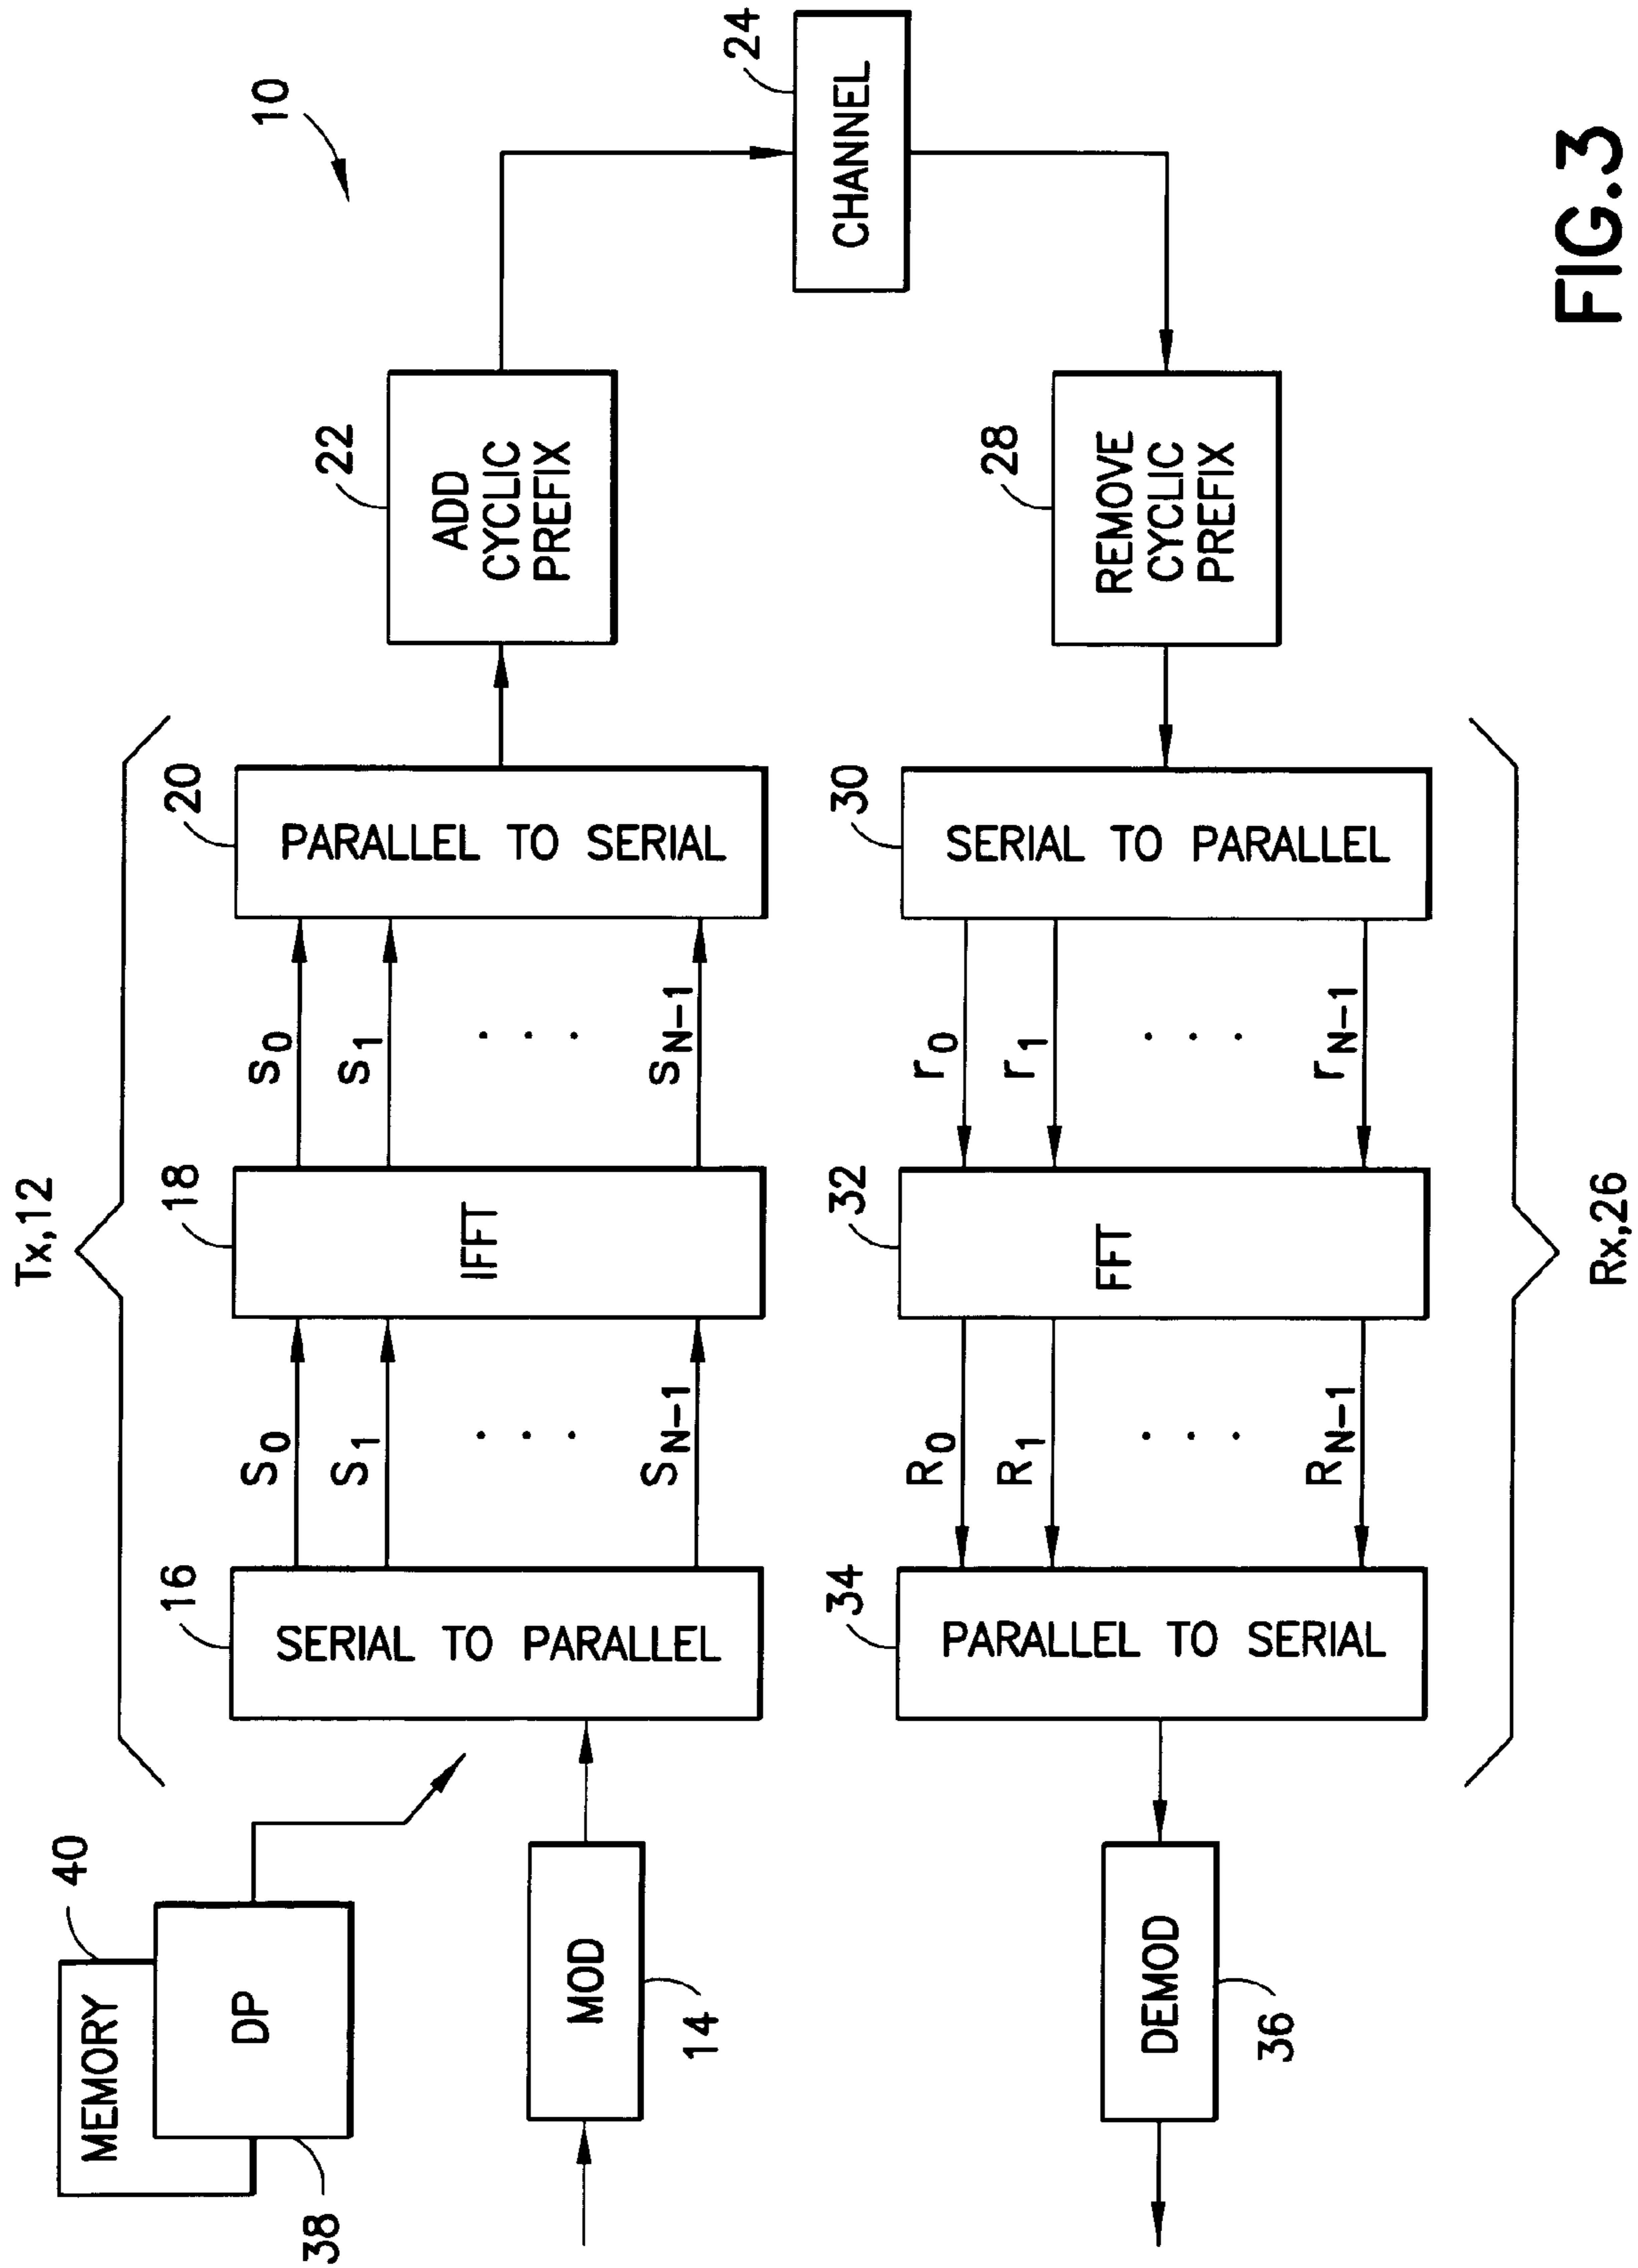 Tx,12
10
40
MEMORY
DP
38
16
SERIAL TO PARALLEL
S0
S1
. . .
SN-1
18
IFFT
s0
s1
. . .
sN-1
20
PARALLEL TO SERIAL
22
ADD
CYCLIC
PREFIX
24
CHANNEL
MOD
14
DEMOD
36
34
PARALLEL TO SERIAL
R0
R1
. . .
RN-1
32
FFT
r0
r1
. . .
rN-1
30
SERIAL TO PARALLEL
28
REMOVE
CYCLIC
PREFIX
Rx,26
FIG.3